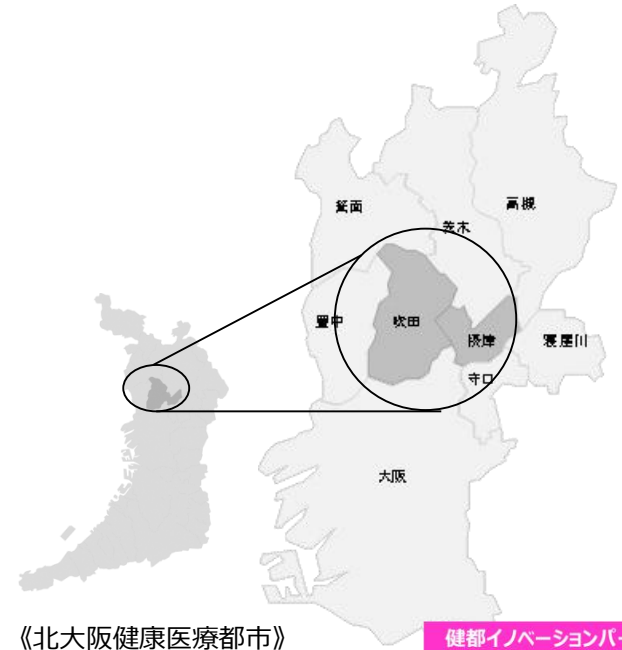 箕面
高槻
茨木
豊中
吹田
摂津
寝屋川
守口
大阪
《北大阪健康医療都市》
健都イノベーションパー